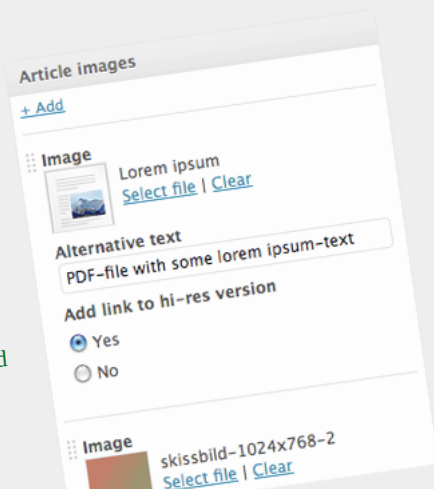 Article images
+ Add
Image
Lorem ipsum
Select file | Clear
Alternative text
PDF-file with some lorem ipsum-text
Add link to hi-res version
Yes
No
Image
skissbild-1024x768-2
Select file | Clear